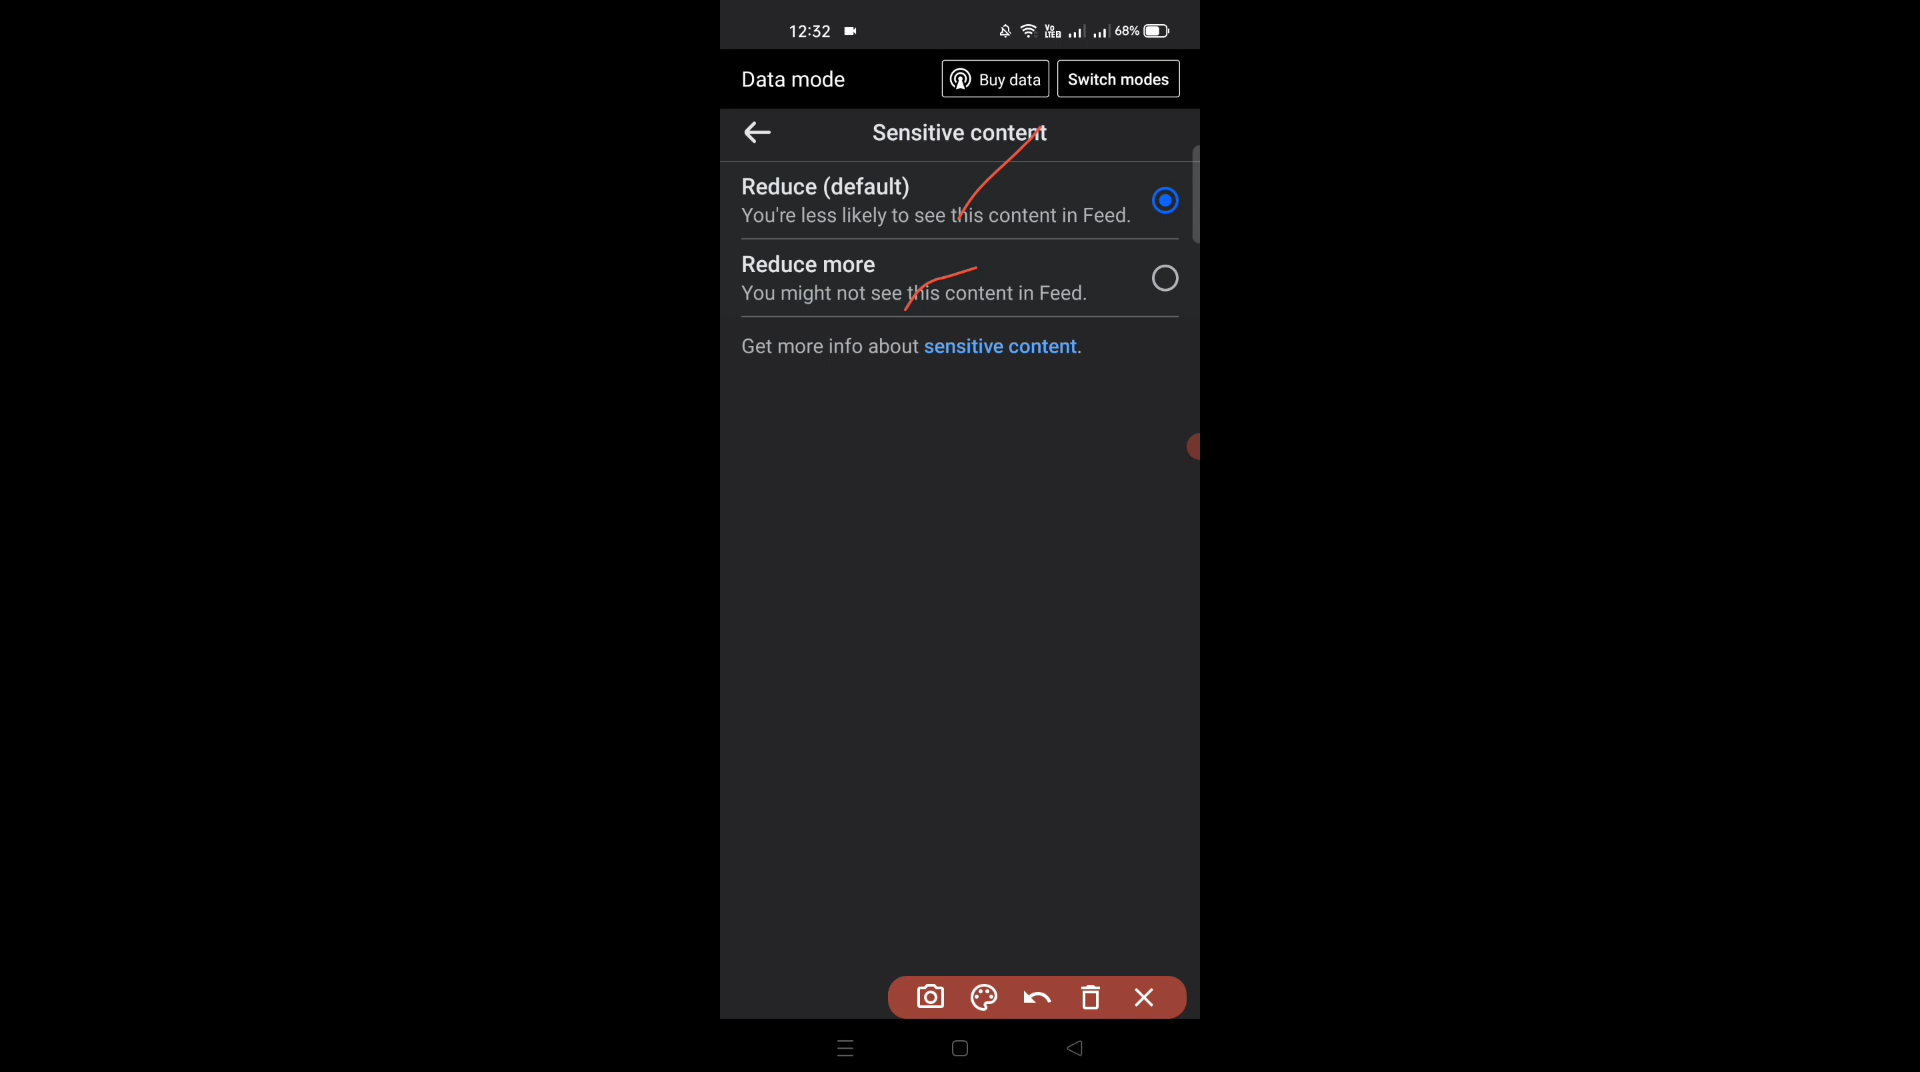 12:32
Vo LTE2 68%
Data mode
Buy data
Switch modes
Sensitive content
Reduce (default)
You're less likely to see this content in Feed.
Reduce more
You might not see this content in Feed.
Get more info about sensitive content.